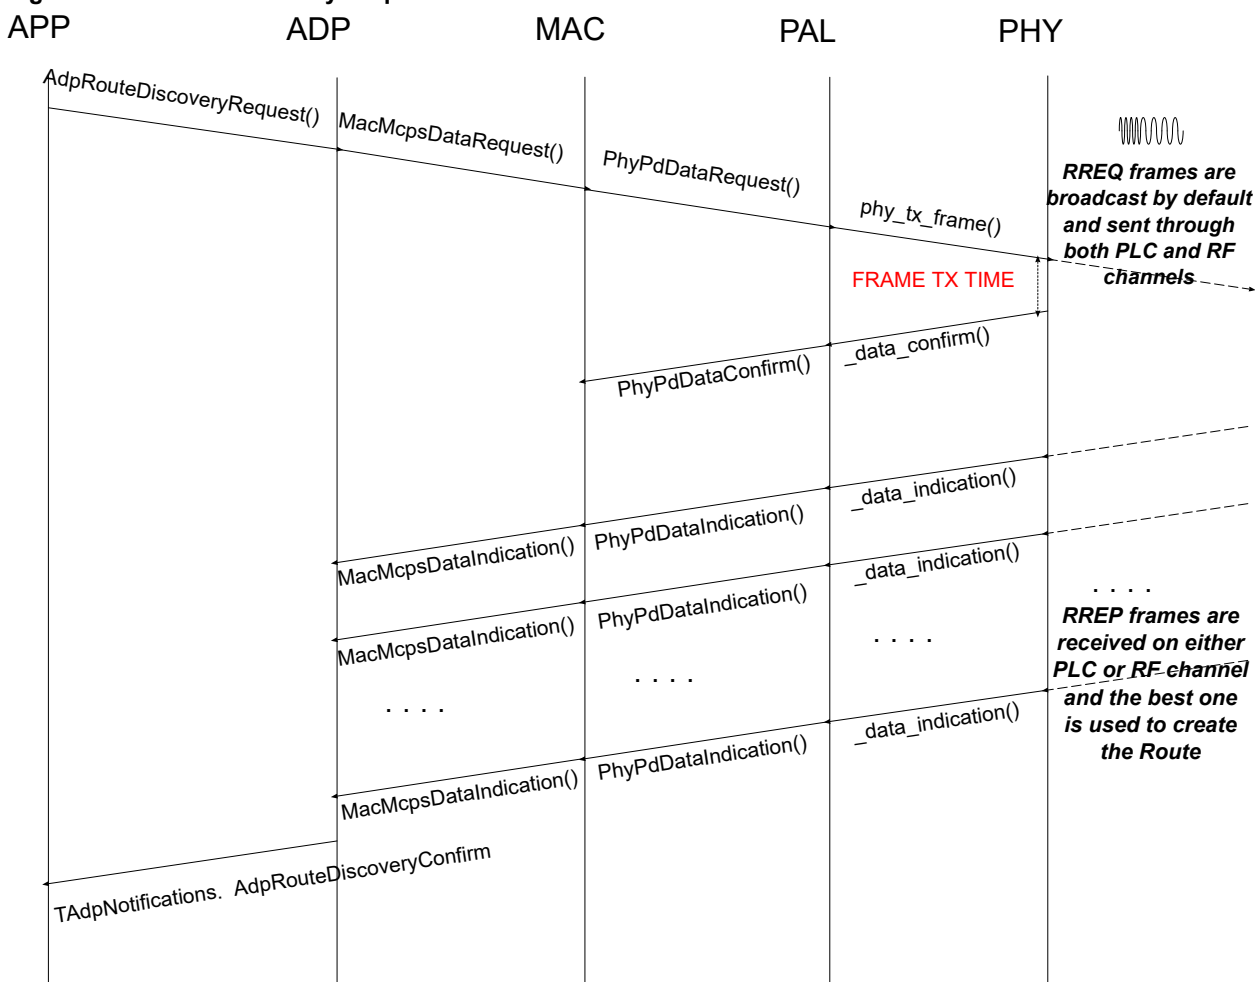 APP ADP MAC PAL PHY
AdpRouteDiscoveryRequest()
MacMcpsDataRequest()
PhyPdDataRequest()
phy_tx_frame()
RREQ frames are
broadcast by default
and sent through
both PLC and RF
channels
FRAME TX TIME
_data_confirm()
PhyPdDataConfirm()
_data_indication()
PhyPdDataIndication()
MacMcpsDataIndication()
_data_indication()
PhyPdDataIndication()
MacMcpsDataIndication()
. . . .
. . . .
. . . .
. . . .
RREP frames are
received on either
PLC or RF channel
and the best one
is used to create
the Route
_data_indication()
PhyPdDataIndication()
MacMcpsDataIndication()
TAdpNotifications. AdpRouteDiscoveryConfirm